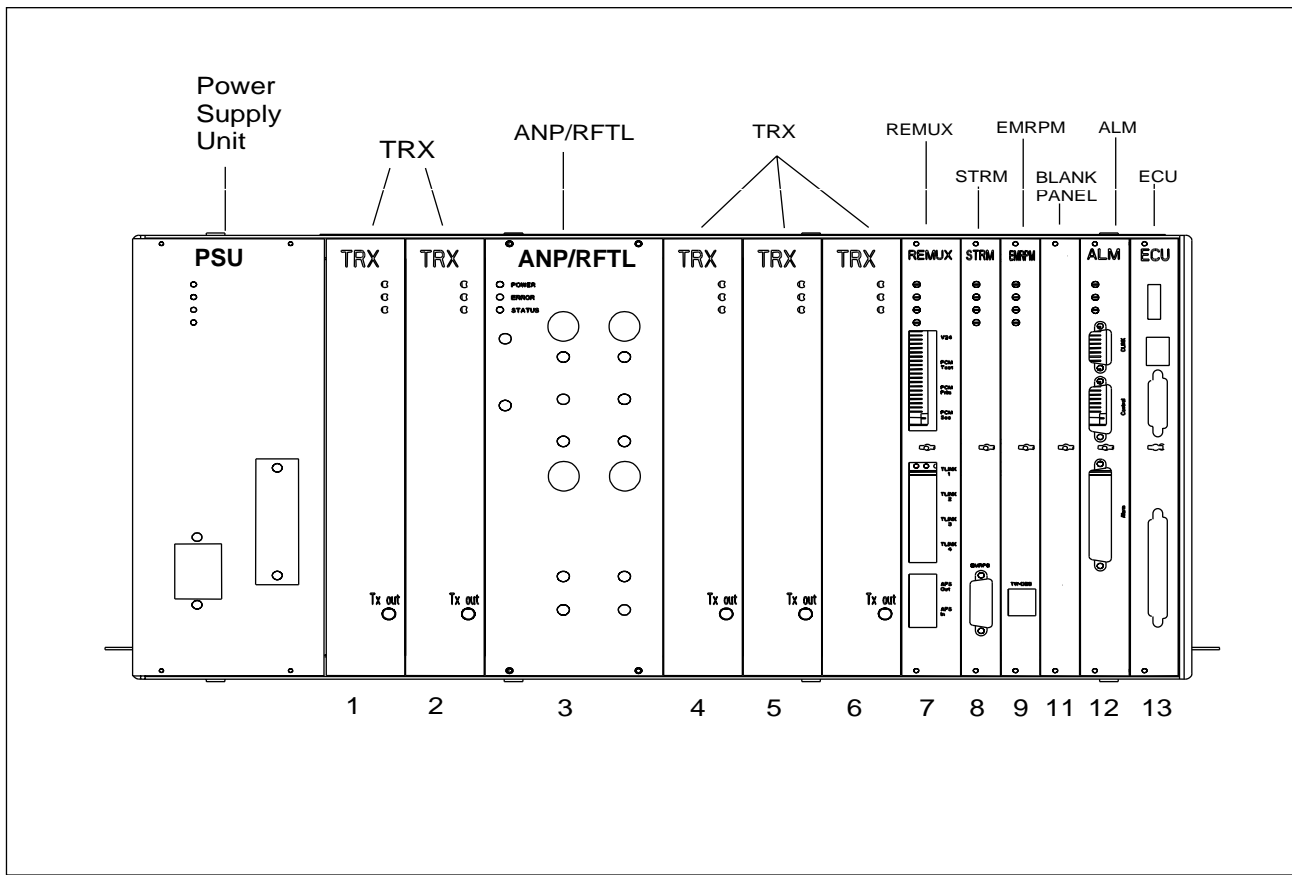 Power
Supply
Unit
TRX
ANP/RFTL
TRX
REMUX
EMRPM
ALM
STRM
BLANK
PANEL
ECU
PSU
TRX
TRX
ANP/RFTL
TRX
TRX
TRX
REMUX
STRM
EMRPM
ALM
ECU
POWER
ERROR
STATUS
V24
PCM
Test
PCM
Prim
PCM
Sec
Control
TLINK
1
TLINK
2
TLINK
3
TLINK
4
Alarm
EMRPS
APS
Out
APS
In
Tx out
Tx out
Tx out
Tx out
Tx out
1
2
3
4
5
6
7
8
9
11
12
13